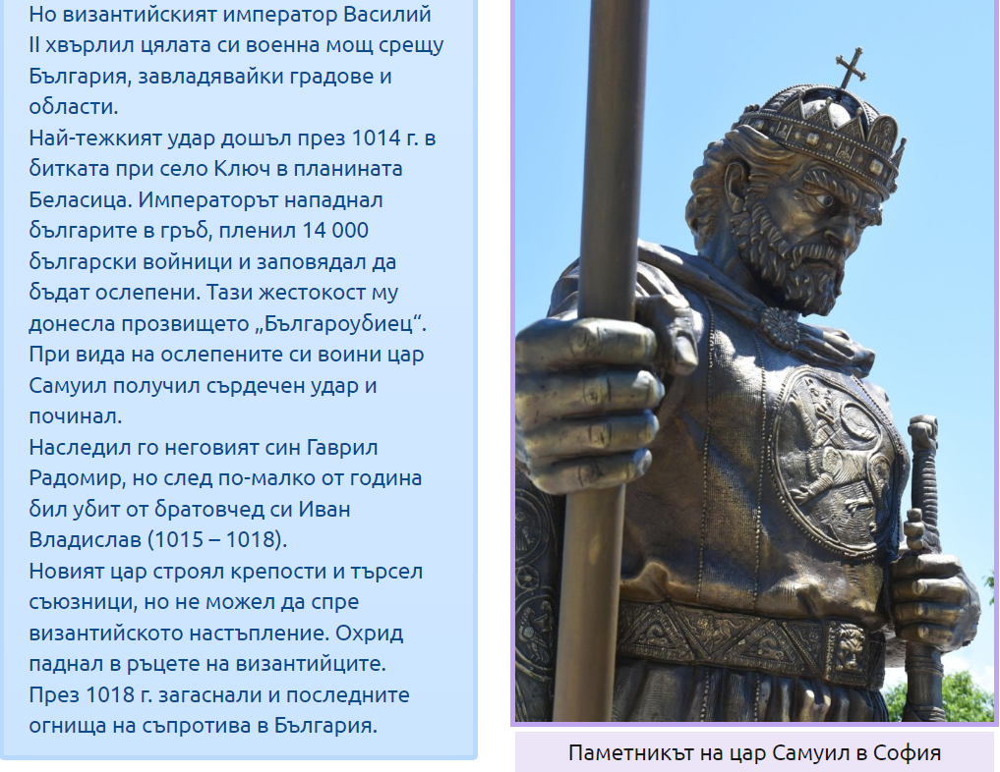 Но византийският император Василий
II хвърлил цялата си военна мощ срещу
България, завладявайки градове и
области.
Най-тежкият удар дошъл през 1014 г. в
битката при село Ключ в планината
Беласица. Императорът нападнал
българите в гръб, пленил 14 000
български войници и заповядал да
бъдат ослепени. Тази жестокост му
донесла прозвището „Българоубиец“.
При вида на ослепените си воини цар
Самуил получил сърдечен удар и
починал.
Наследил го неговият син Гаврил
Радомир, но след по-малко от година
бил убит от братовчед си Иван
Владислав (1015 – 1018).
Новият цар строял крепости и търсел
съюзници, но не можел да спре
византийското настъпление. Охрид
паднал в ръцете на византийците.
През 1018 г. загаснали и последните
огнища на съпротива в България.
Паметникът на цар Самуил в София